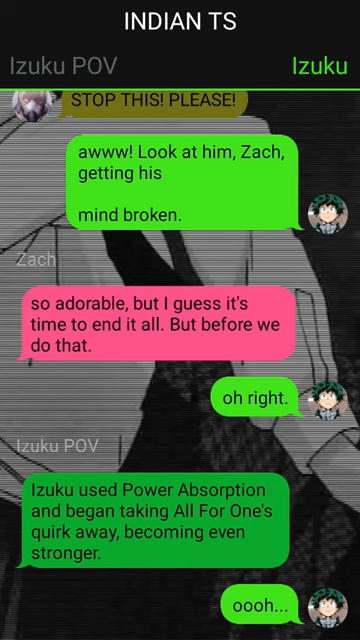 INDIAN TS
Izuku POV
Izuku
STOP THIS! PLEASE!
awww! Look at him, Zach,
getting his
mind broken.
Zach
so adorable, but I guess it's
time to end it all. But before we
do that.
oh right.
Izuku POV
Izuku used Power Absorption
and began taking All For One's
quirk away, becoming even
stronger.
oooh...